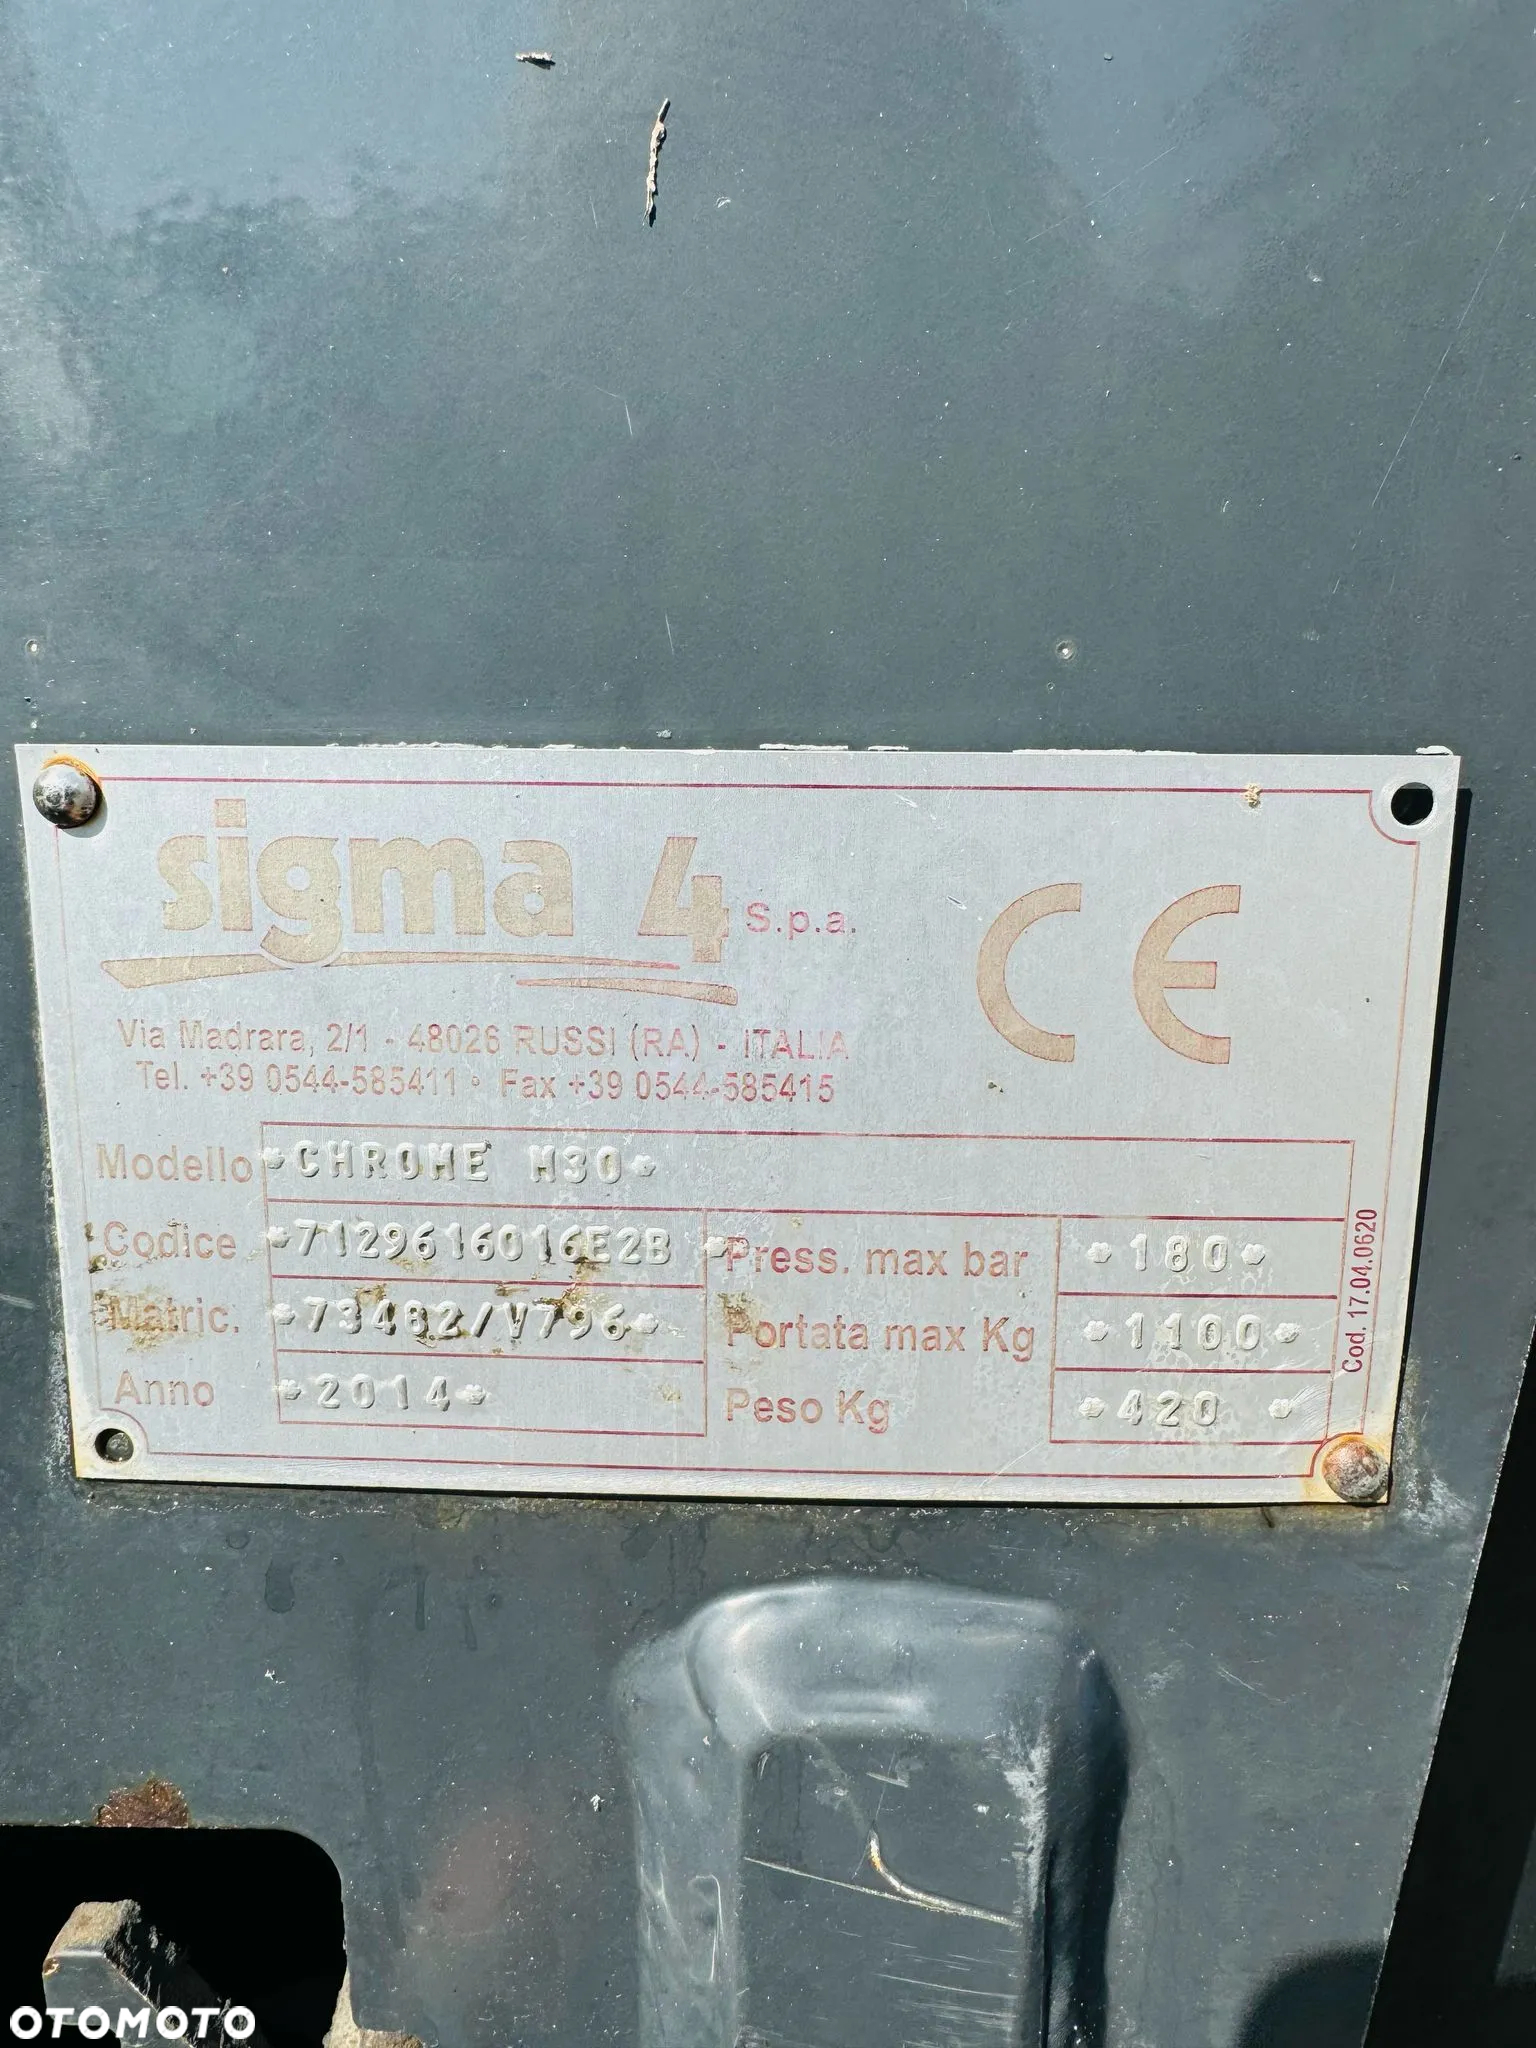 sigma 4 S.p.a.
CE
Via Madrara, 2/1 - 48026 RUSSI (RA) - ITALIA
Tel. +39 0544-585411 • Fax +39 0544-585415
Modello *CHROME M30*
Codice *7129616016E2B* Press. max bar *180*
Matric. *73482/V796* Portata max Kg *1100*
Anno *2014* Peso Kg *420 *
Cod. 17.04.0620
OTOMOTO